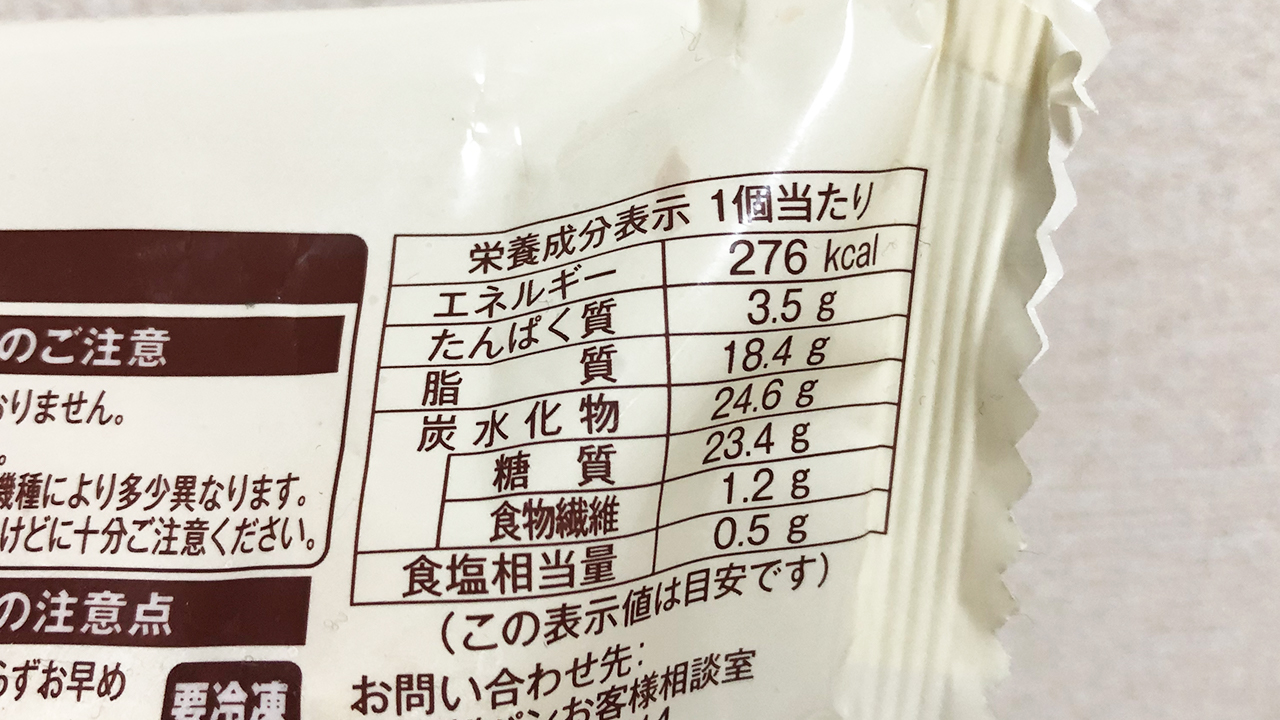 のご注意
おりません。
。
機種により多少異なります。
けどに十分ご注意ください。
の注意点
らずお早め
要冷凍
栄養成分表示 1個当たり
エネルギー 276 kcal
たんぱく質 3.5 g
脂質 18.4 g
炭水化物 24.6 g
糖質 23.4 g
食物繊維 1.2 g
食塩相当量 0.5 g
(この表示値は目安です)
お問い合わせ先:
パンお客様相談室